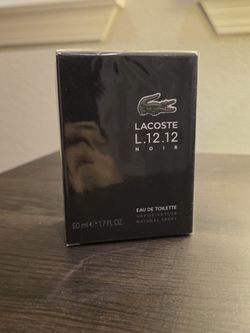 LACOSTE
L.12.12
NOIR
EAU DE TOILETTE
VAPORISATEUR
NATURAL SPRAY
50 ml ℮ 1.7 FL.OZ.